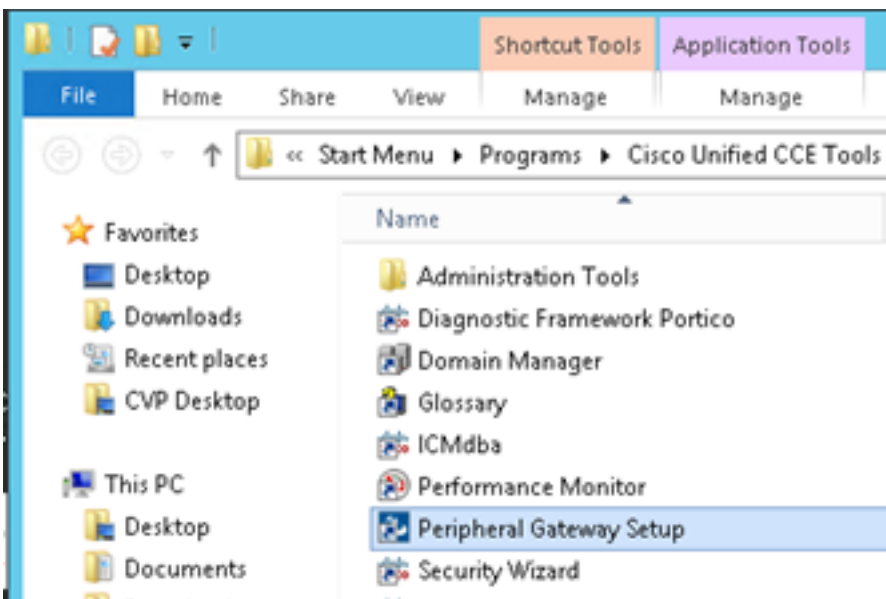 Shortcut Tools Application Tools
File Home Share View Manage Manage
« Start Menu Programs Cisco Unified CCE Tools
Name
Favorites
Desktop
Downloads
Recent places
CVP Desktop
This PC
Desktop
Documents
Administration Tools
Diagnostic Framework Portico
Domain Manager
Glossary
ICMdba
Performance Monitor
Peripheral Gateway Setup
Security Wizard